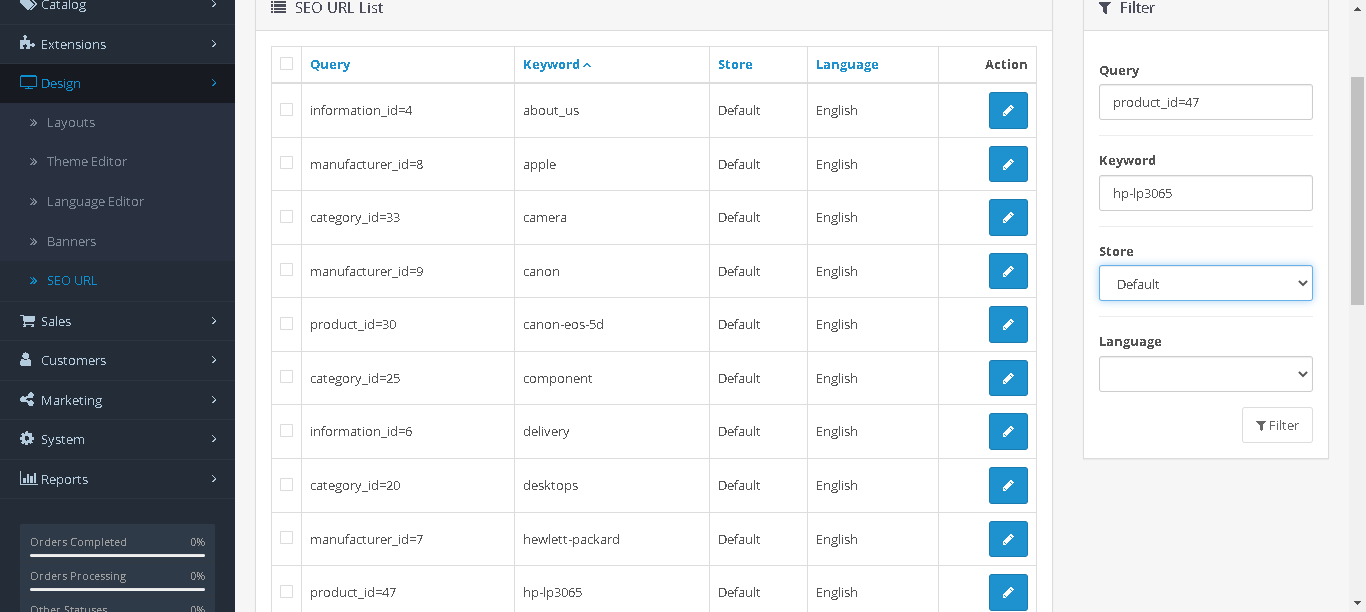 Catalog
Extensions
Design
Layouts
Theme Editor
Language Editor
Banners
SEO URL
Sales
Customers
Marketing
System
Reports
Orders Completed 0%
Orders Processing 0%
Other Statuses 0%
SEO URL List
Query Keyword Store Language Action
information_id=4 about_us Default English
manufacturer_id=8 apple Default English
category_id=33 camera Default English
manufacturer_id=9 canon Default English
product_id=30 canon-eos-5d Default English
category_id=25 component Default English
information_id=6 delivery Default English
category_id=20 desktops Default English
manufacturer_id=7 hewlett-packard Default English
product_id=47 hp-lp3065 Default English
Filter
Query
product_id=47
Keyword
hp-lp3065
Store
Default
Language
Filter